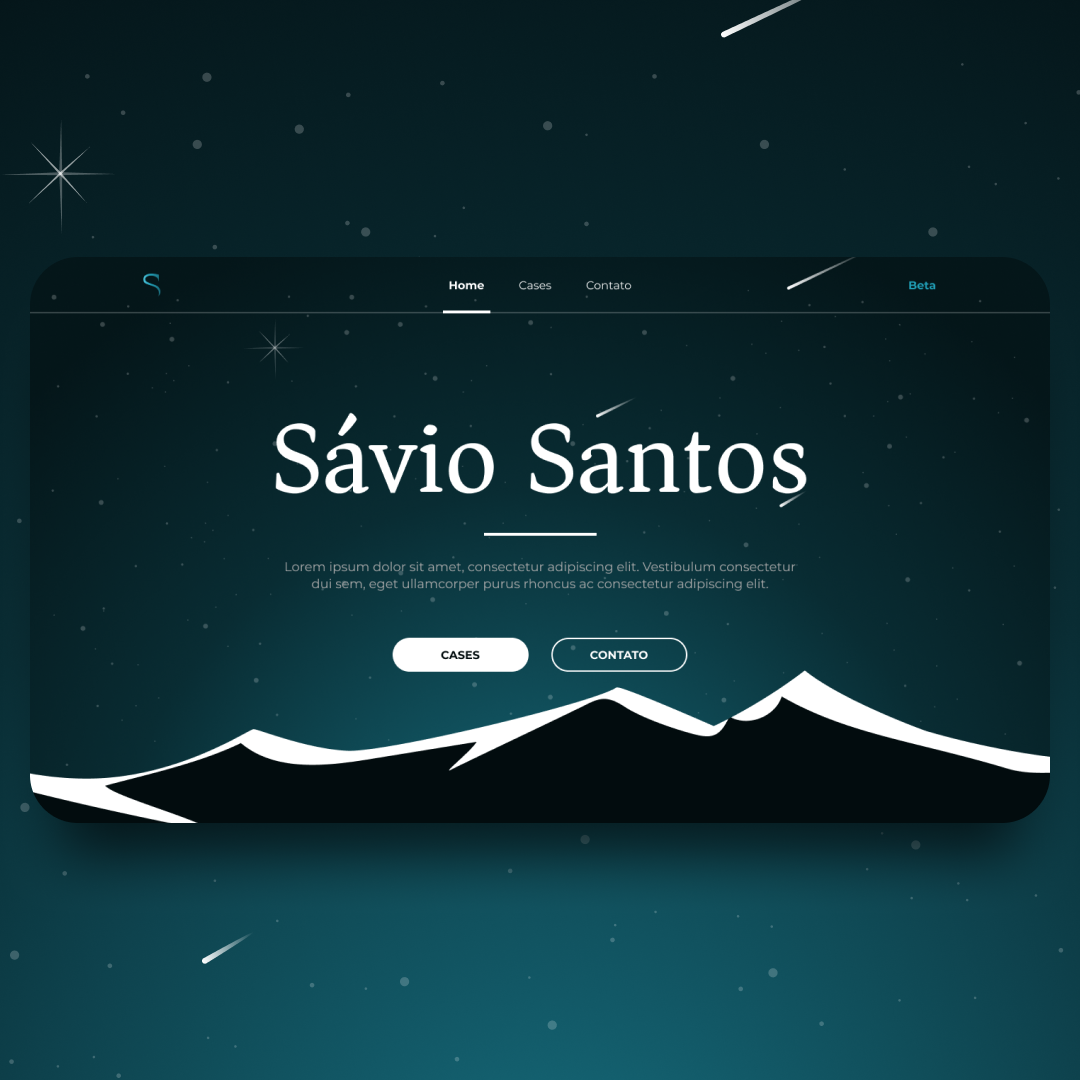 S
Home
Cases
Contato
Beta
Sávio Santos
Lorem ipsum dolor sit amet, consectetur adipiscing elit. Vestibulum consectetur
dui sem, eget ullamcorper purus rhoncus ac consectetur adipiscing elit.
CASES
CONTATO